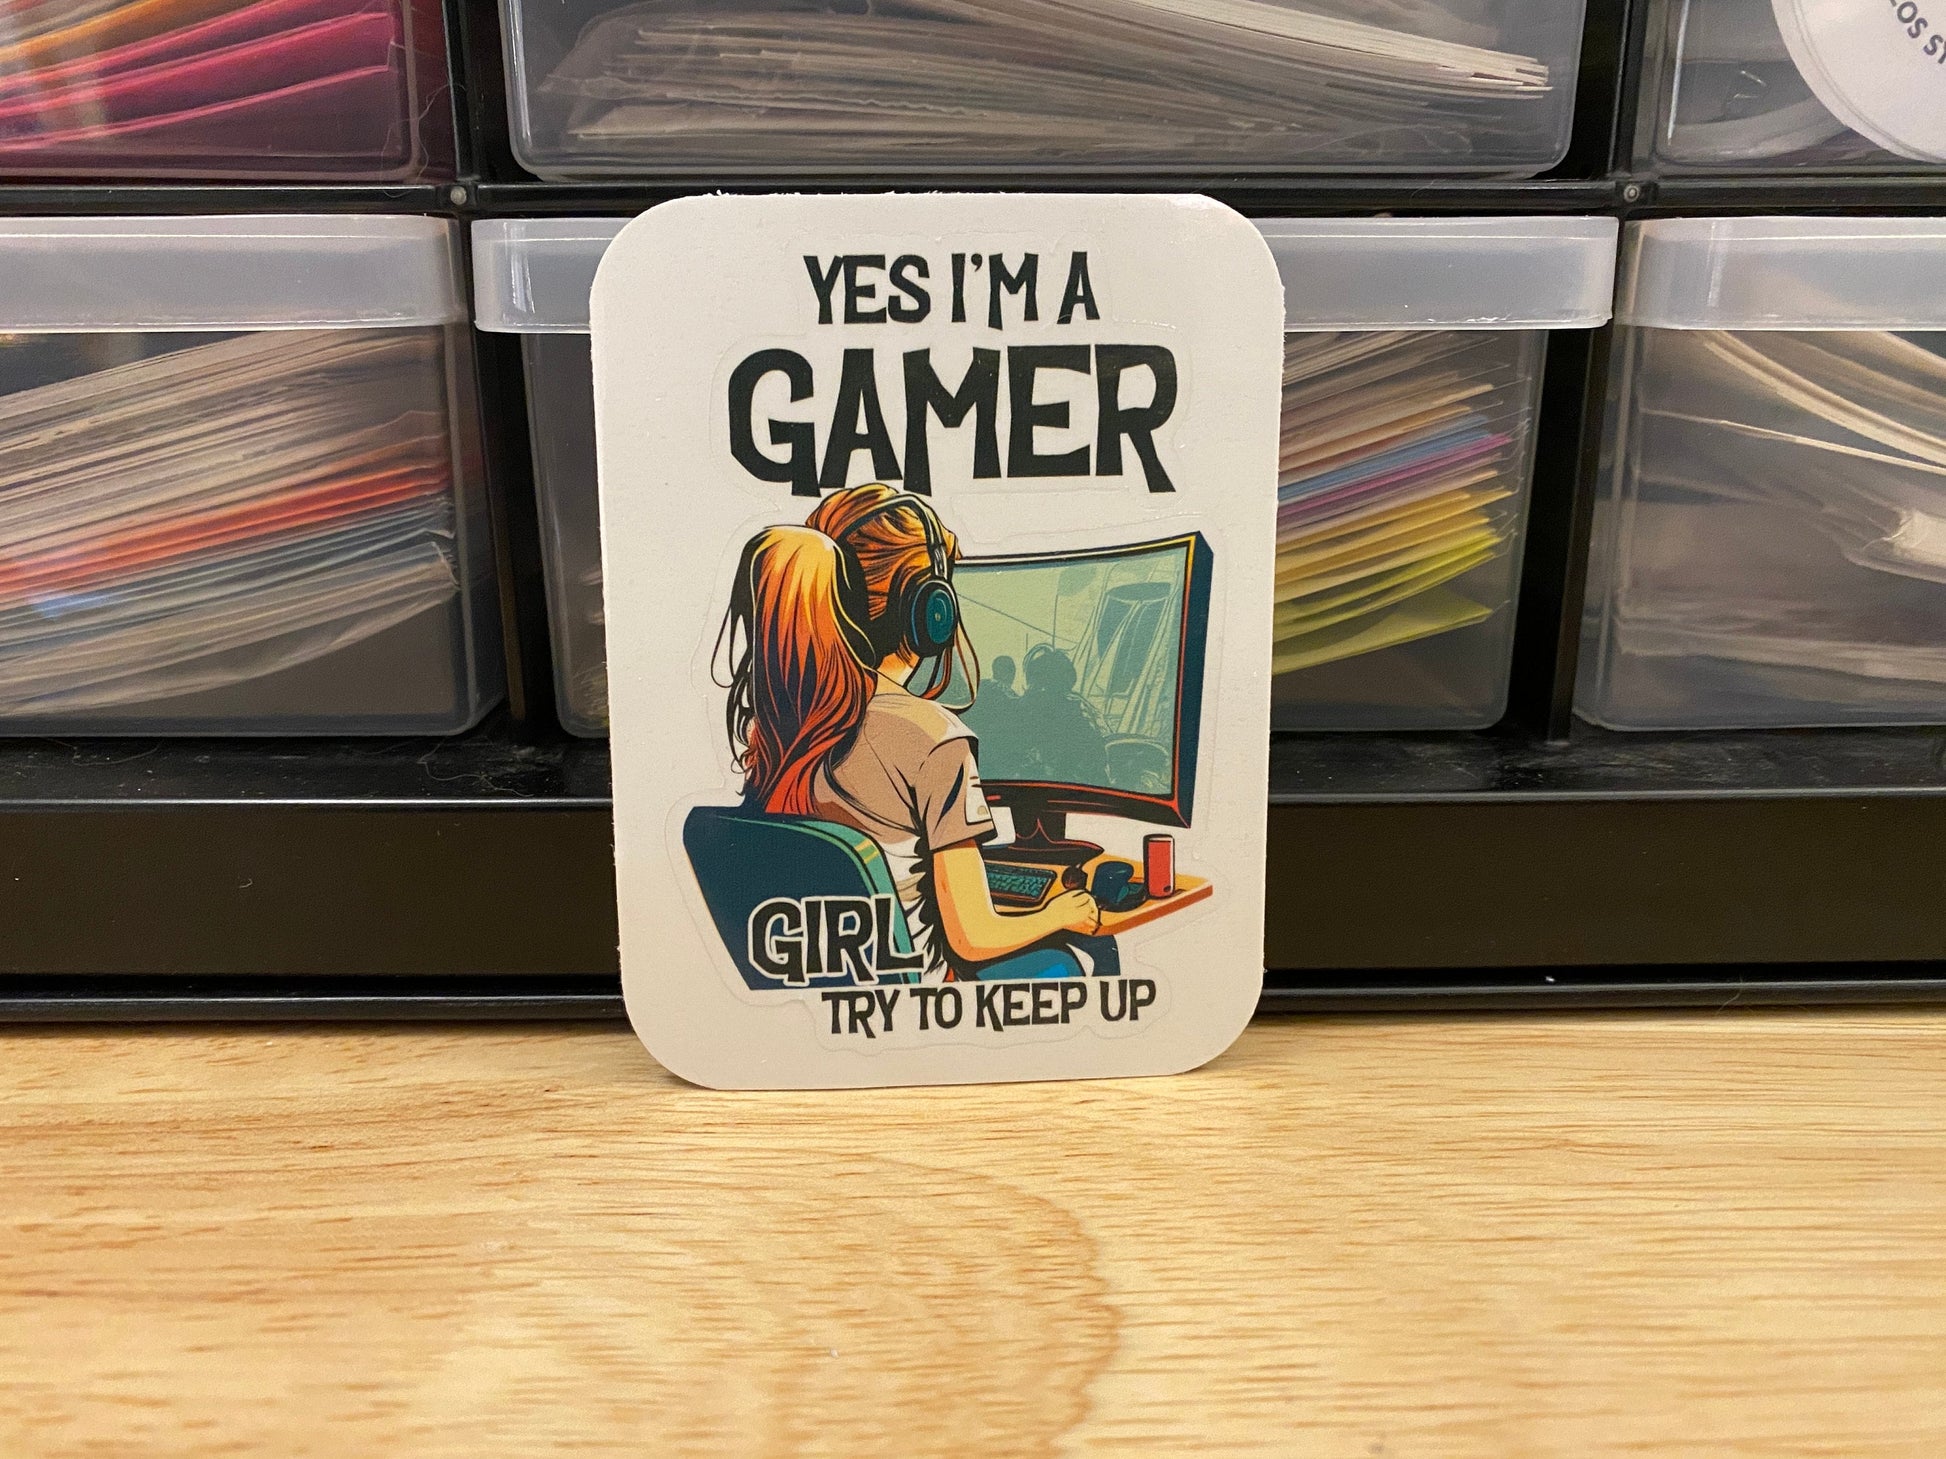 YES I'M A
GAMER
GIRL
TRY TO KEEP UP